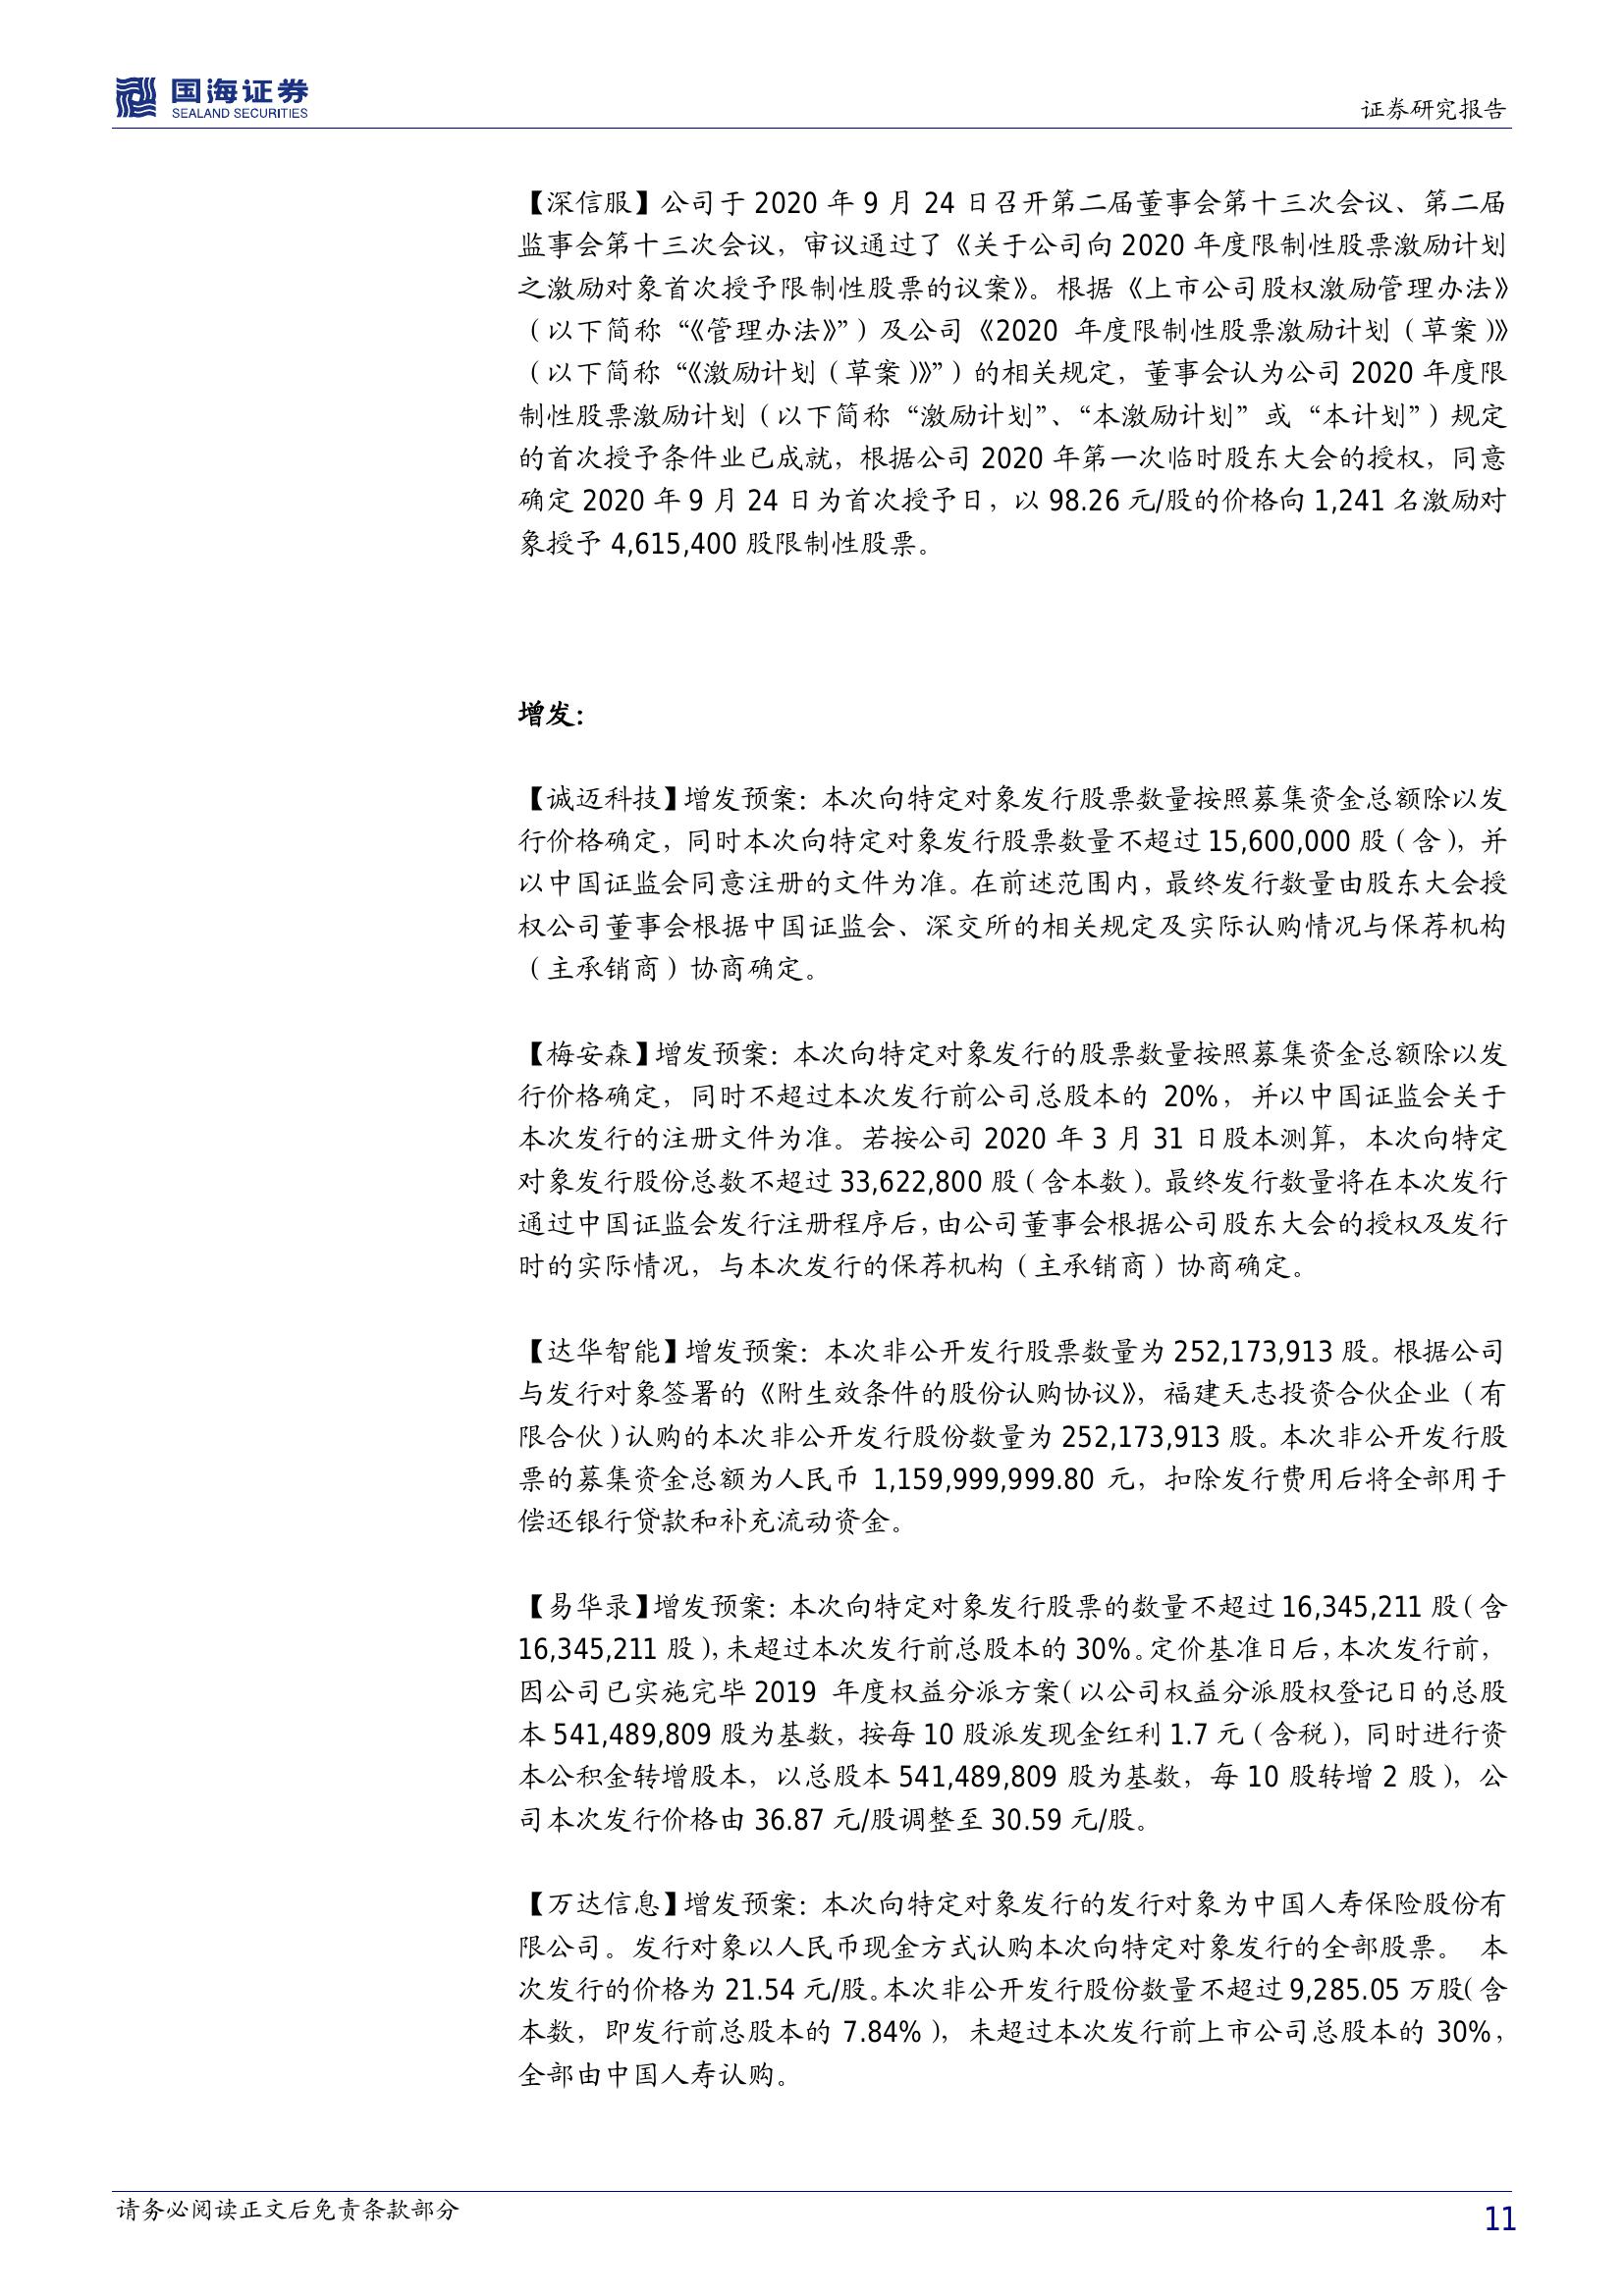 国海证券
SEALAND SECURITIES
证券研究报告
【深信服】公司于 2020 年 9 月 24 日召开第二届董事会第十三次会议、第二届
监事会第十三次会议，审议通过了《关于公司向 2020 年度限制性股票激励计划
之激励对象首次授予限制性股票的议案》。根据《上市公司股权激励管理办法》
（以下简称“《管理办法》”）及公司《2020 年度限制性股票激励计划（草案）》
（以下简称“《激励计划（草案）》”）的相关规定，董事会认为公司 2020 年度限
制性股票激励计划（以下简称“激励计划”、“本激励计划”或“本计划”）规定
的首次授予条件业已成就，根据公司 2020 年第一次临时股东大会的授权，同意
确定 2020 年 9 月 24 日为首次授予日，以 98.26 元/股的价格向 1,241 名激励对
象授予 4,615,400 股限制性股票。
增发：
【诚迈科技】增发预案：本次向特定对象发行股票数量按照募集资金总额除以发
行价格确定，同时本次向特定对象发行股票数量不超过 15,600,000 股（含），并
以中国证监会同意注册的文件为准。在前述范围内，最终发行数量由股东大会授
权公司董事会根据中国证监会、深交所的相关规定及实际认购情况与保荐机构
（主承销商）协商确定。
【梅安森】增发预案：本次向特定对象发行的股票数量按照募集资金总额除以发
行价格确定，同时不超过本次发行前公司总股本的 20%，并以中国证监会关于
本次发行的注册文件为准。若按公司 2020 年 3 月 31 日股本测算，本次向特定
对象发行股份总数不超过 33,622,800 股（含本数）。最终发行数量将在本次发行
通过中国证监会发行注册程序后，由公司董事会根据公司股东大会的授权及发行
时的实际情况，与本次发行的保荐机构（主承销商）协商确定。
【达华智能】增发预案：本次非公开发行股票数量为 252,173,913 股。根据公司
与发行对象签署的《附生效条件的股份认购协议》，福建天志投资合伙企业（有
限合伙）认购的本次非公开发行股份数量为 252,173,913 股。本次非公开发行股
票的募集资金总额为人民币 1,159,999,999.80 元，扣除发行费用后将全部用于
偿还银行贷款和补充流动资金。
【易华录】增发预案：本次向特定对象发行股票的数量不超过 16,345,211 股（含
16,345,211 股），未超过本次发行前总股本的 30%。定价基准日后，本次发行前，
因公司已实施完毕 2019 年度权益分派方案（以公司权益分派股权登记日的总股
本 541,489,809 股为基数，按每 10 股派发现金红利 1.7 元（含税），同时进行资
本公积金转增股本，以总股本 541,489,809 股为基数，每 10 股转增 2 股），公
司本次发行价格由 36.87 元/股调整至 30.59 元/股。
【万达信息】增发预案：本次向特定对象发行的发行对象为中国人寿保险股份有
限公司。发行对象以人民币现金方式认购本次向特定对象发行的全部股票。 本
次发行的价格为 21.54 元/股。本次非公开发行股份数量不超过 9,285.05 万股（含
本数，即发行前总股本的 7.84%），未超过本次发行前上市公司总股本的 30%，
全部由中国人寿认购。
请务必阅读正文后免责条款部分
11